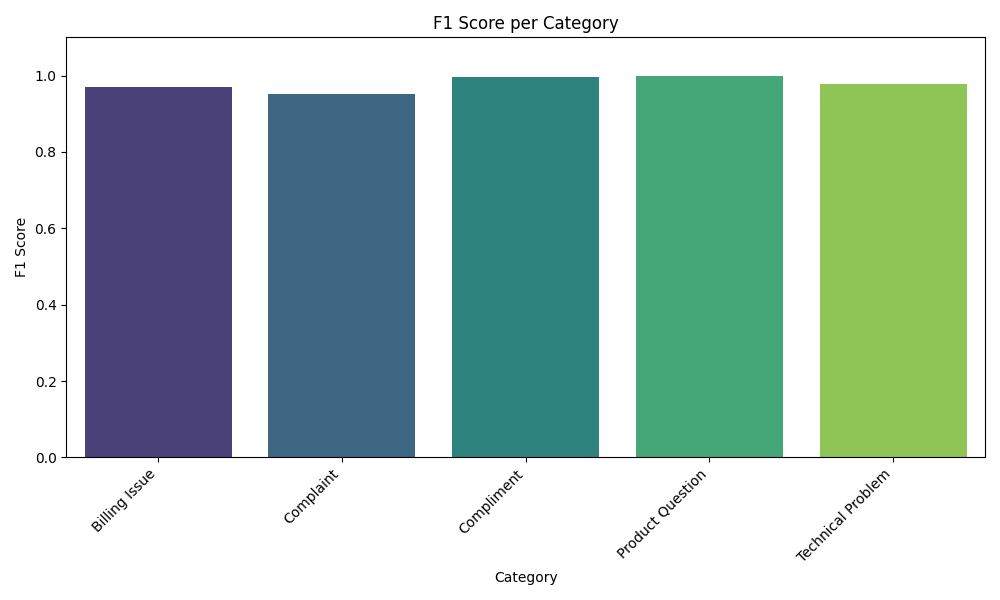 F1 Score per Category
F1 Score
1.0
0.8
0.6
0.4
0.2
0.0
Billing Issue
Complaint
Compliment
Product Question
Technical Problem
Category